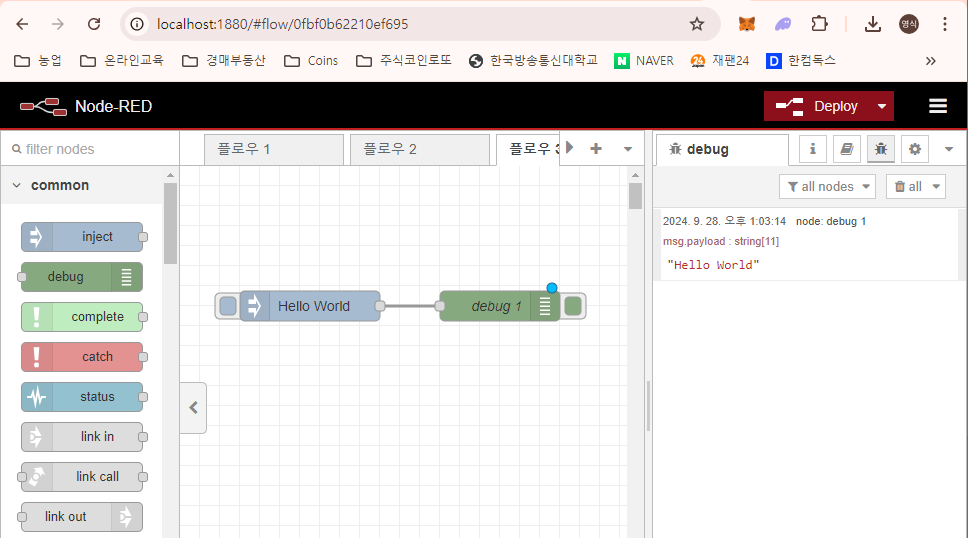 localhost:1880/#flow/0fbf0b62210ef695
영식
농업
온라인교육
경매부동산
Coins
주식코인로또
한국방송통신대학교
N NAVER
24 재팬24
D 한컴독스
Node-RED
Deploy
filter nodes
플로우 1
플로우 2
플로우 3
debug
common
all nodes
all
2024. 9. 28. 오후 1:03:14 node: debug 1
msg.payload : string[11]
"Hello World"
inject
debug
complete
catch
status
link in
link call
link out
Hello World
debug 1